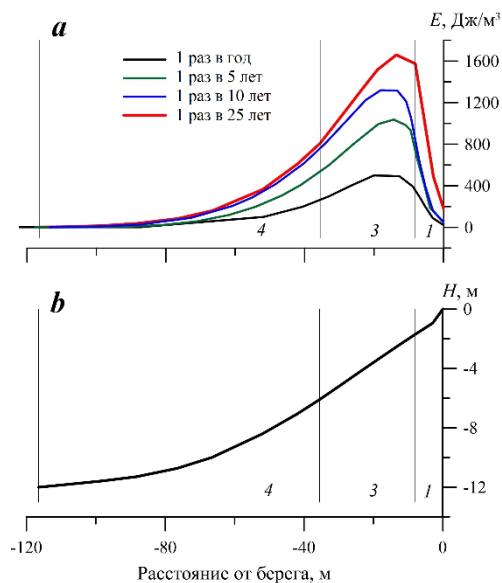 a
E, Дж/м³
1 раз в год
1 раз в 5 лет
1 раз в 10 лет
1 раз в 25 лет
1600
1200
800
400
0
4
3
1
b
H, м
0
-4
-8
-12
4
3
1
-120
-80
-40
0
Расстояние от берега, м